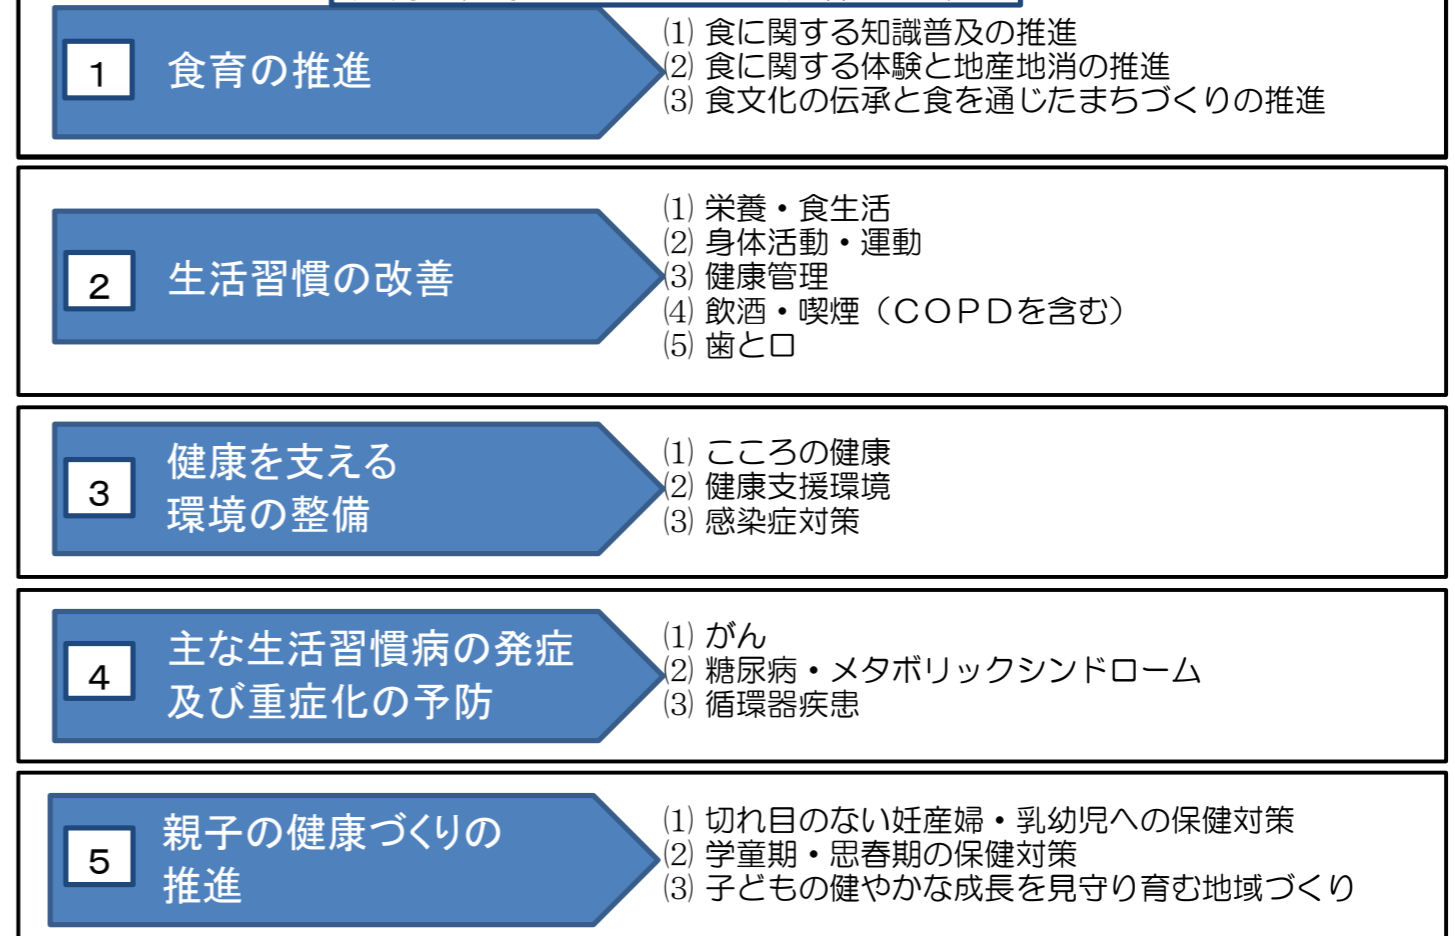 1
食育の推進
⑴ 食に関する知識普及の推進
⑵ 食に関する体験と地産地消の推進
⑶ 食文化の伝承と食を通じたまちづくりの推進
2
生活習慣の改善
⑴ 栄養・食生活
⑵ 身体活動・運動
⑶ 健康管理
⑷ 飲酒・喫煙（ＣＯＰＤを含む）
⑸ 歯と口
3
健康を支える
環境の整備
⑴ こころの健康
⑵ 健康支援環境
⑶ 感染症対策
4
主な生活習慣病の発症
及び重症化の予防
⑴ がん
⑵ 糖尿病・メタボリックシンドローム
⑶ 循環器疾患
5
親子の健康づくりの
推進
⑴ 切れ目のない妊産婦・乳幼児への保健対策
⑵ 学童期・思春期の保健対策
⑶ 子どもの健やかな成長を見守り育む地域づくり